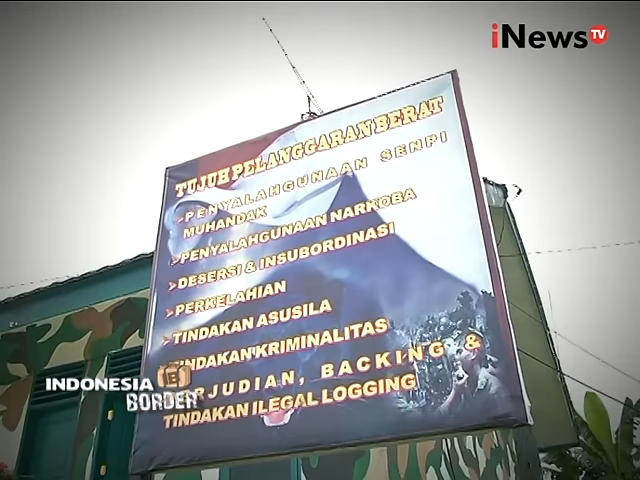 iNews TV
TUJUH PELANGGARAN BERAT
PENYALAHGUNAAN SENPI
MUHANDAK
PENYALAHGUNAAN NARKOBA
DESERSI & INSUBORDINASI
PERKELAHIAN
TINDAKAN ASUSILA
TINDAKAN KRIMINALITAS
PERJUDIAN, BACKING &
TINDAKAN ILEGAL LOGGING
INDONESIA
BORDER